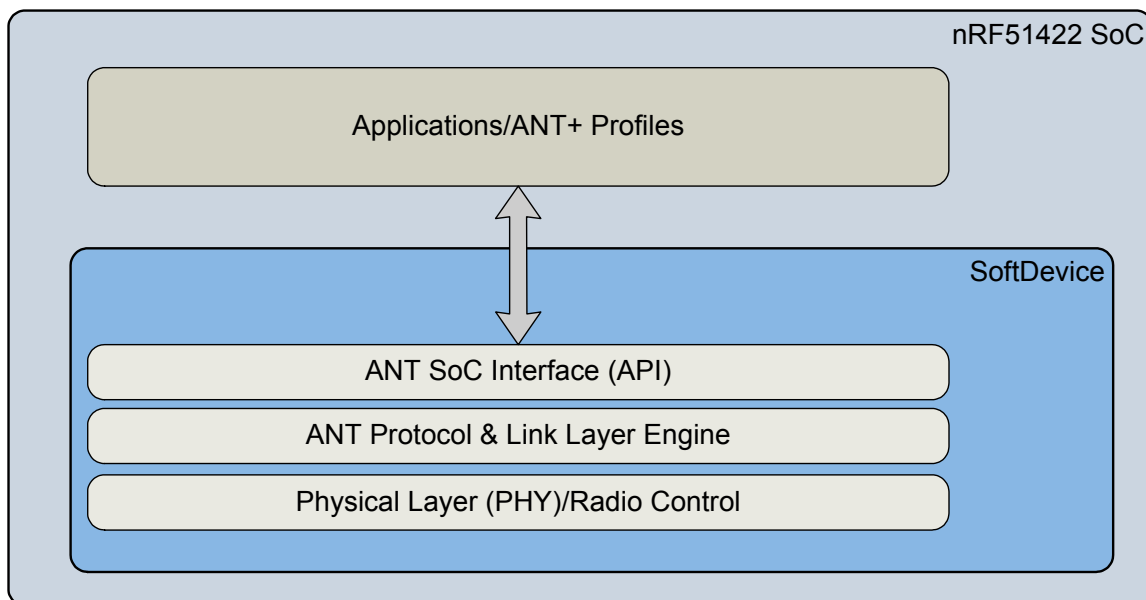 nRF51422 SoC
Applications/ANT+ Profiles
SoftDevice
ANT SoC Interface (API)
ANT Protocol & Link Layer Engine
Physical Layer (PHY)/Radio Control